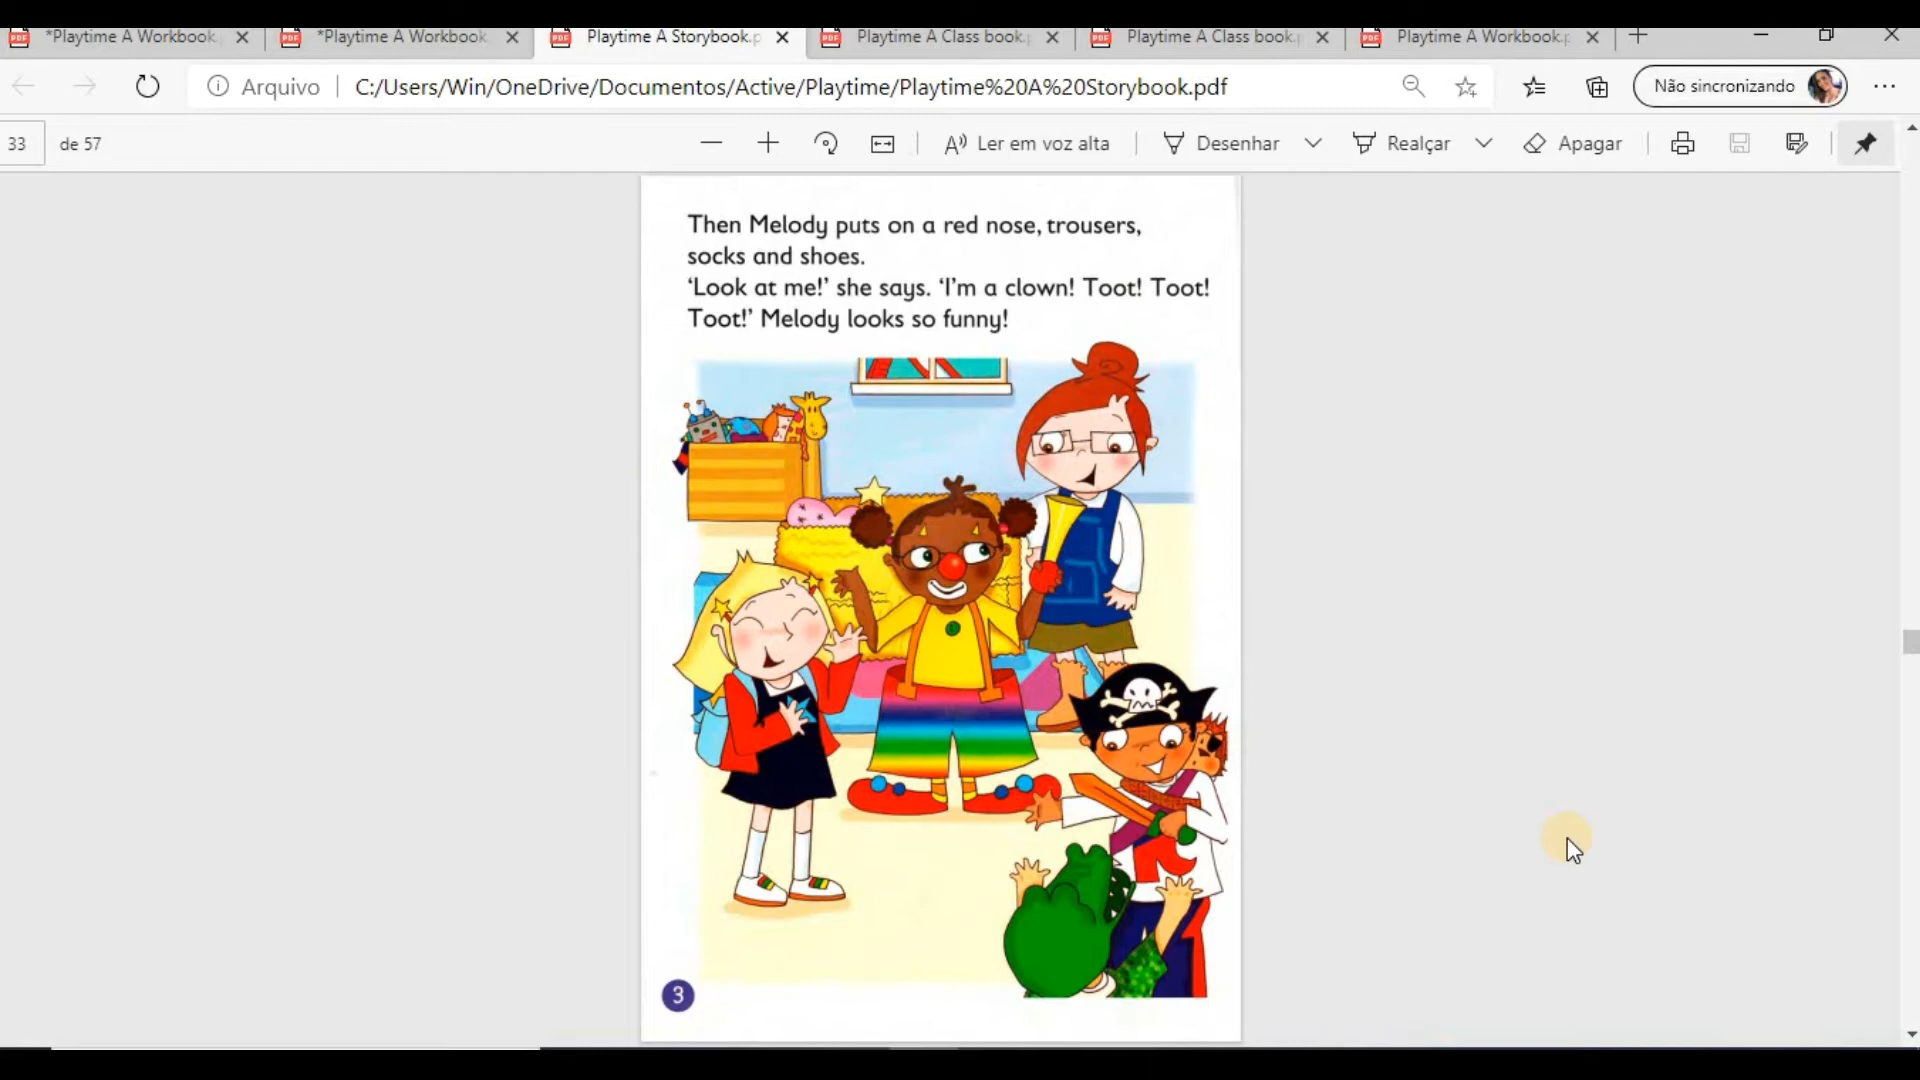 *Playtime A Workbook.
*Playtime A Workbook
Playtime A Storybook.p
Playtime A Class book.
Playtime A Class book.p
Playtime A Workbook.p
Arquivo
C:/Users/Win/OneDrive/Documentos/Active/Playtime/Playtime%20A%20Storybook.pdf
Não sincronizando
33
de 57
Ler em voz alta
Desenhar
Realçar
Apagar
Then Melody puts on a red nose, trousers,
socks and shoes.
‘Look at me!’ she says. ‘I’m a clown! Toot! Toot!
Toot!’ Melody looks so funny!
3